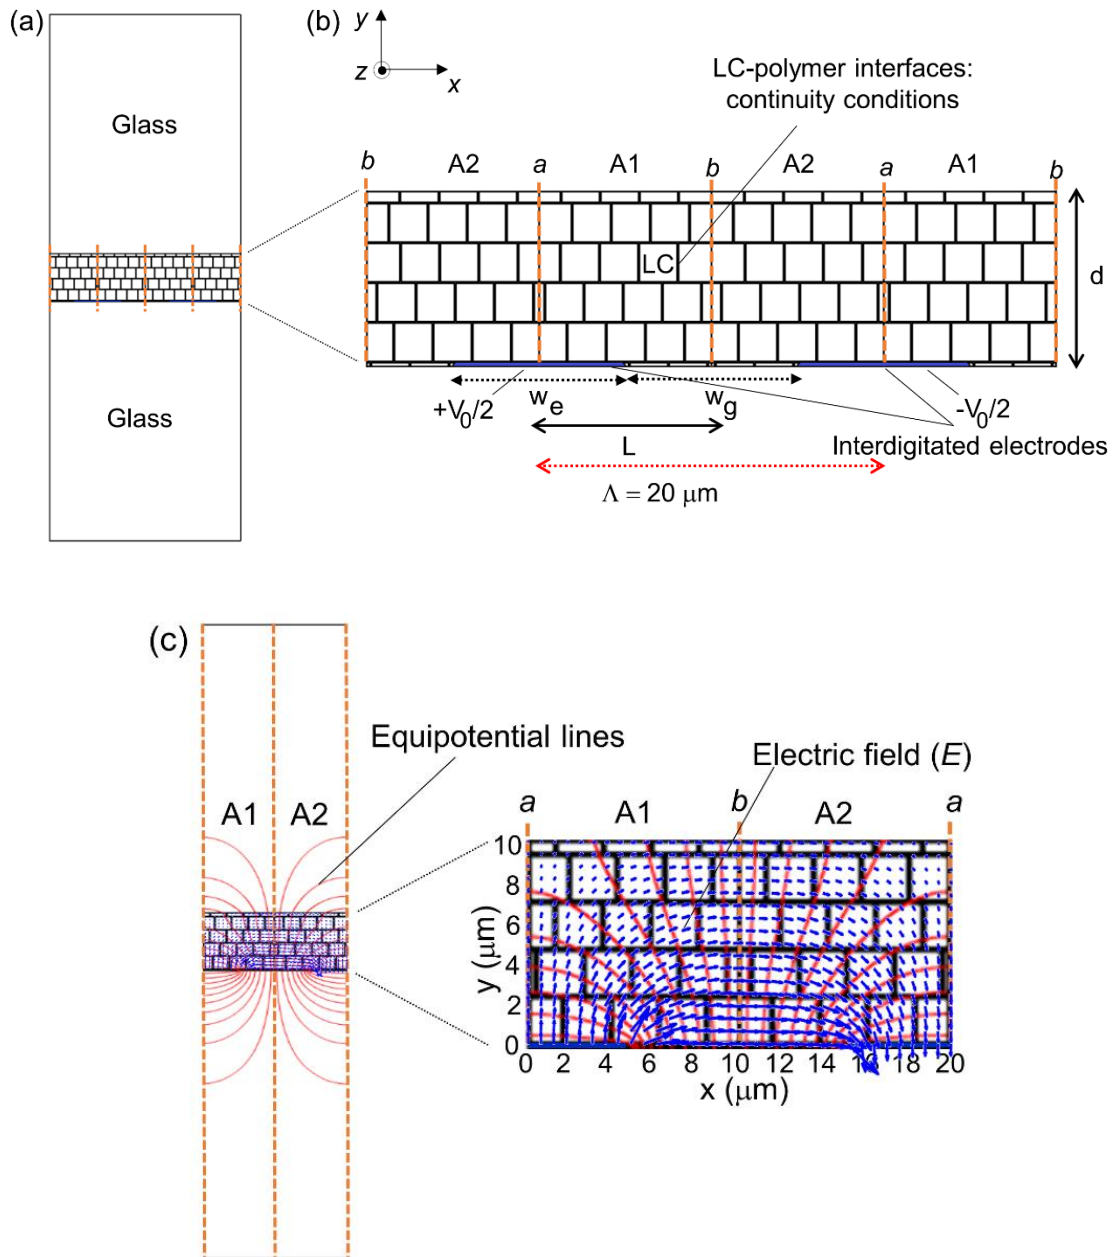 (a)
Glass
Glass
(b)
y
z
x
LC-polymer interfaces:
continuity conditions
b A2 a A1 b A2 a A1 b
LC
d
+V0/2
we
wg
-V0/2
L
Interdigitated electrodes
Λ = 20 μm
(c)
Equipotential lines
A1 A2
Electric field (E)
a A1 b A2 a
10
8
6
4
2
0
y (μm)
0 2 4 6 8 10 12 14 16 18 20
x (μm)